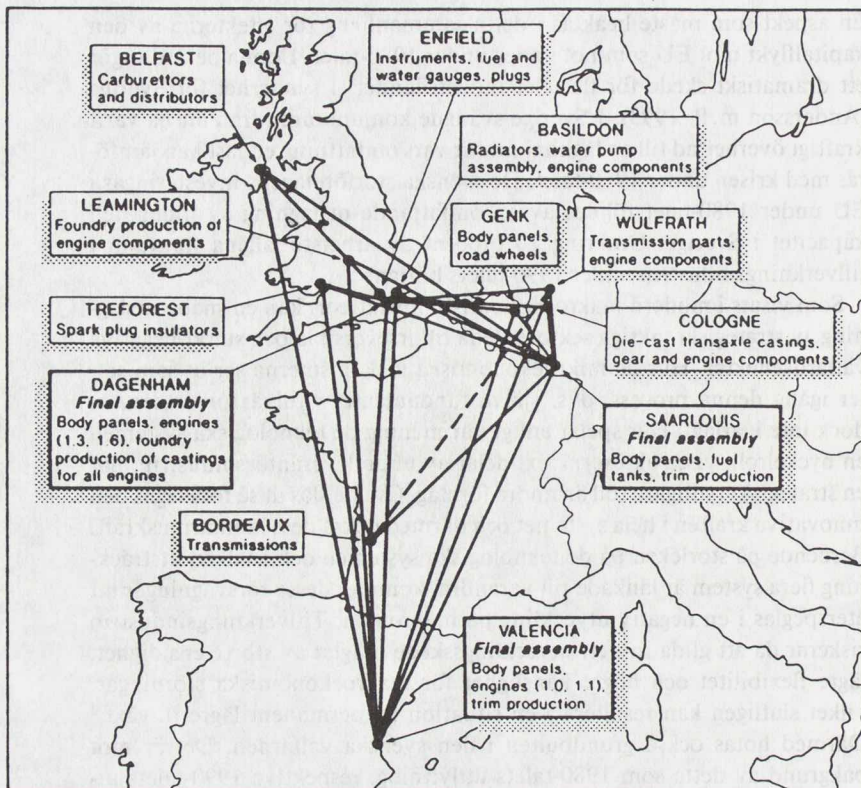 BELFAST
Carburettors
and distributors
ENFIELD
Instruments, fuel and
water gauges, plugs
BASILDON
Radiators, water pump
assembly, engine components
LEAMINGTON
Foundry production of
engine components
GENK
Body panels,
road wheels
WÜLFRATH
Transmission parts,
engine components
TREFOREST
Spark plug insulators
COLOGNE
Die-cast transaxle casings,
gear and engine components
DAGENHAM
Final assembly
Body panels, engines
(1.3, 1.6), foundry
production of castings
for all engines
SAARLOUIS
Final assembly
Body panels, fuel
tanks, trim production
BORDEAUX
Transmissions
VALENCIA
Final assembly
Body panels,
engines (1.0, 1.1),
trim production